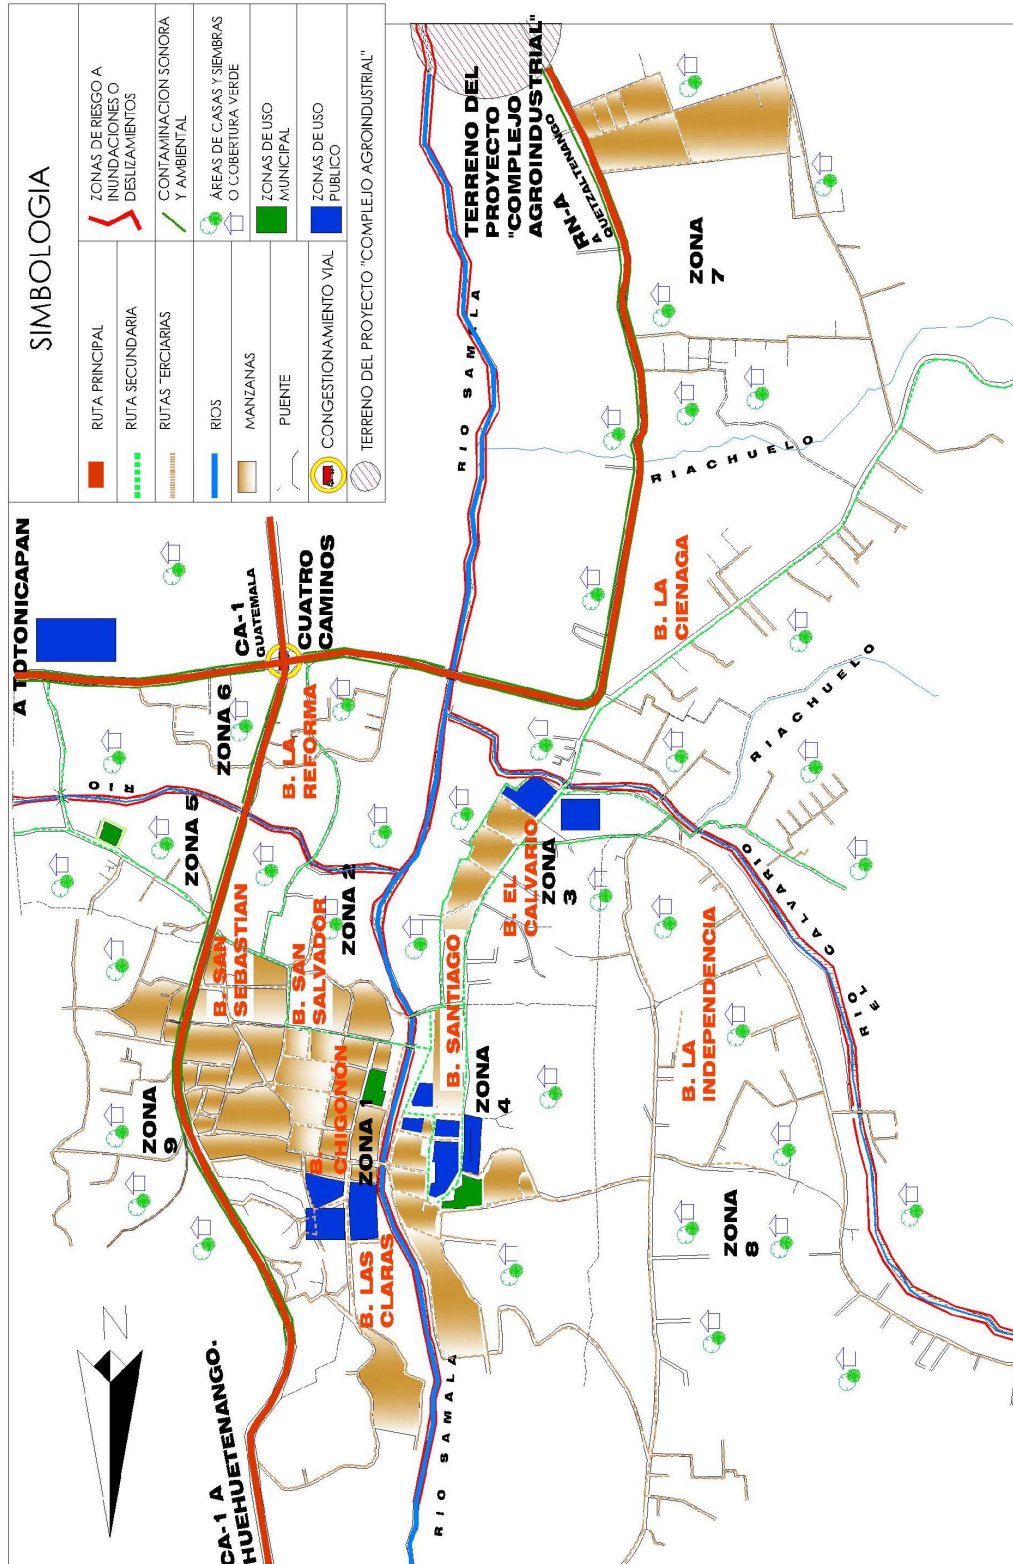 SIMBOLOGIA
RUTA PRINCIPAL
RUTA SECUNDARIA
RUTAS TERCIARIAS
RIOS
MANZANAS
PUENTE
CONGESTIONAMIENTO VIAL
TERRENO DEL PROYECTO "COMPLEJO AGROINDUSTRIAL"
ZONAS DE RIESGO A
INUNDACIONES O
DESLIZAMIENTOS
CONTAMINACION SONORA
Y AMBIENTAL
ÁREAS DE CASAS Y SIEMBRAS
O COBERTURA VERDE
ZONAS DE USO
MUNICIPAL
ZONAS DE USO
PUBLICO
A TOTONICAPAN
CA-1
GUATEMALA
CUATRO
CAMINOS
ZONA 6
B. LA
REFORMA
RIO
ZONA 5
B. SAN
SEBASTIAN
B. SAN
SALVADOR
ZONA 2
B.
CHIGONÓN
ZONA 1
ZONA
9
B. LAS
CLARAS
CA-1 A
HUEHUETENANGO.
N
RIO SAMALA
RIO SAMALA
TERRENO DEL
PROYECTO
"COMPLEJO
AGROINDUSTRIAL"
RN-A
A
QUETZALTENANGO
ZONA
7
RIACHUELO
B. LA
CIENAGA
RIACHUELO
B. EL
CALVARIO
ZONA
3
B. SANTIAGO
ZONA
4
B. LA
INDEPENDENCIA
RIO
EL CALVARIO
ZONA
8